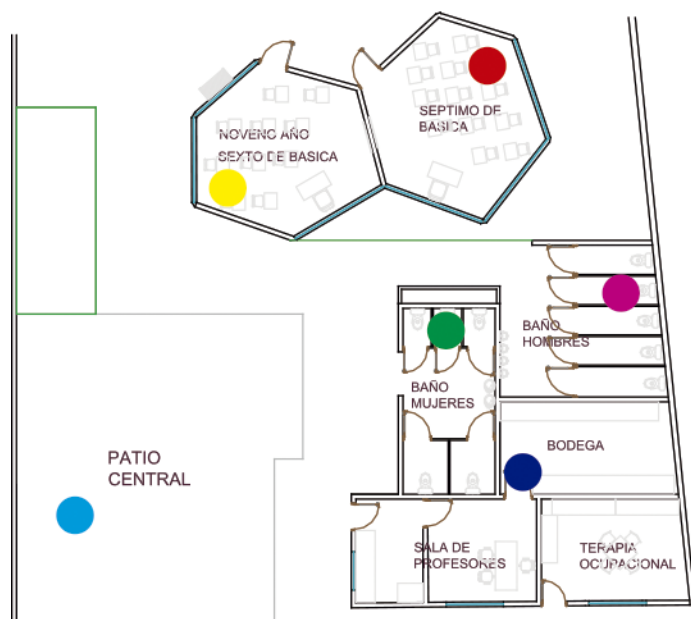 SEPTIMO DE
BASICA
NOVENO AÑO
SEXTO DE BASICA
BAÑO
HOMBRES
BAÑO
MUJERES
BODEGA
PATIO
CENTRAL
SALA DE
PROFESORES
TERAPIA
OCUPACIONAL